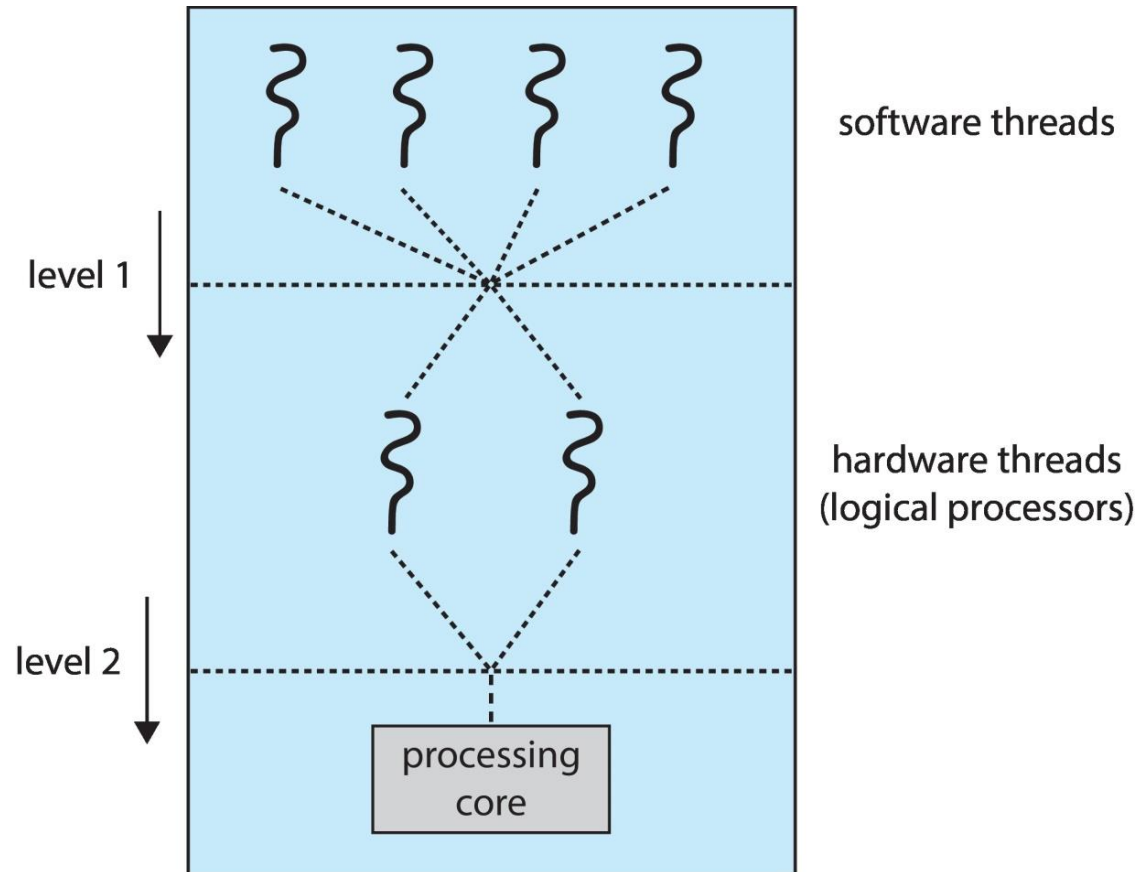 software threads
level 1
hardware threads
(logical processors)
level 2
processing
core